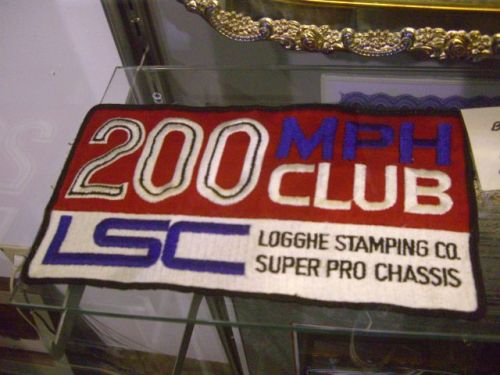 200 MPH
CLUB
LSC LOGGHE STAMPING CO.
SUPER PRO CHASSIS